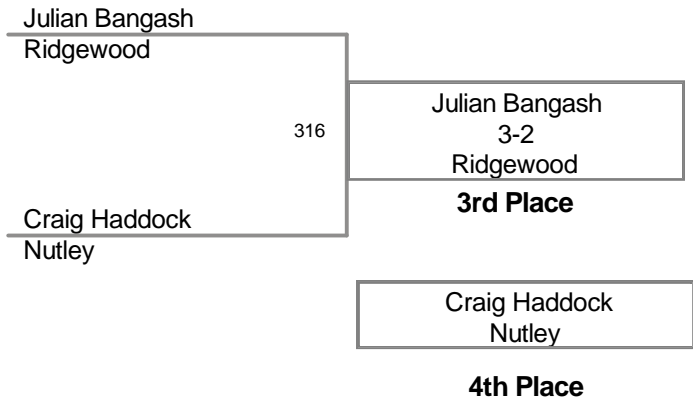 Julian Bangash
Ridgewood
316
Julian Bangash
3-2
Ridgewood
3rd Place
Craig Haddock
Nutley
Craig Haddock
Nutley
4th Place